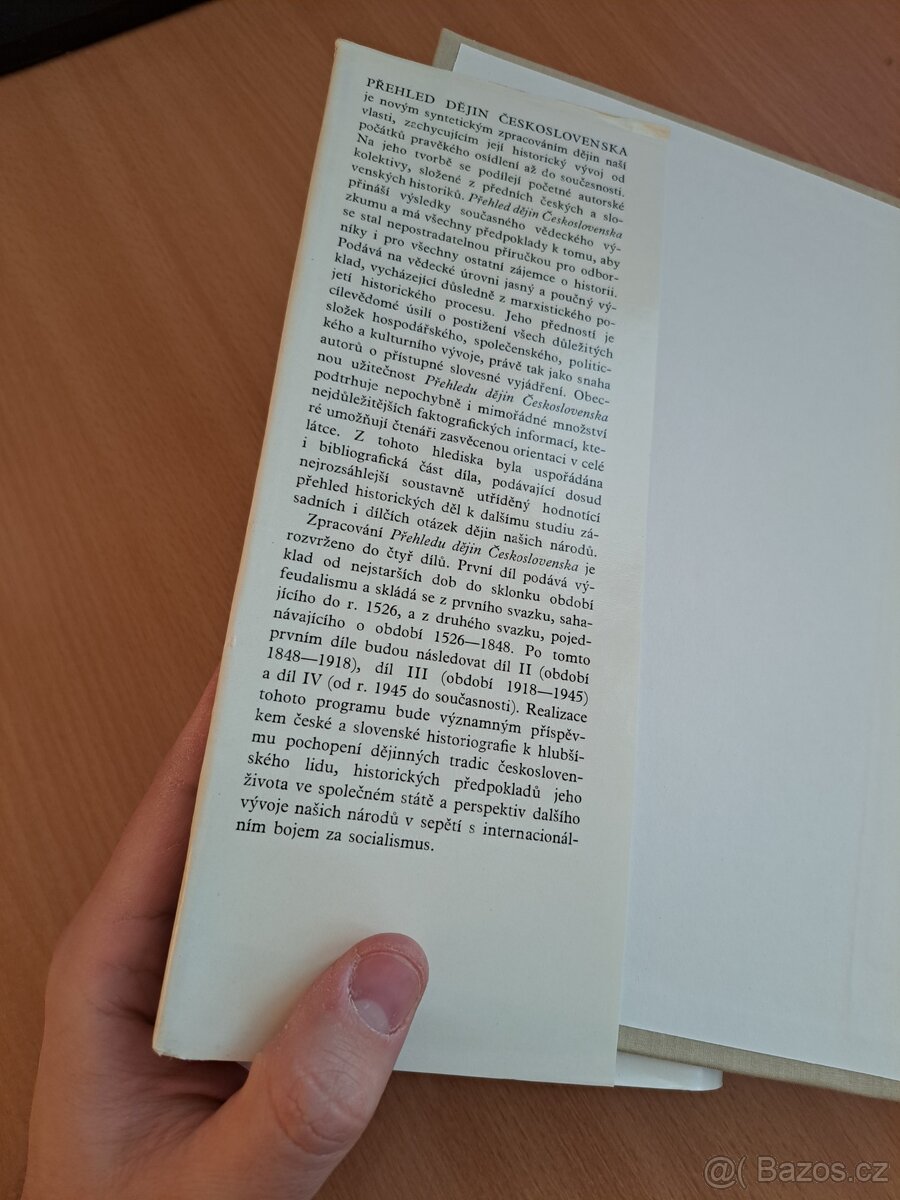 PŘEHLED DĚJIN ČESKOSLOVENSKA
je novým syntetickým zpracováním dějin naší
vlasti, zachycujícím její historický vývoj od
počátků pravěkého osídlení až do současnosti.
Na jeho tvorbě se podílejí početné autorské
kolektivy, složené z předních českých a slo-
venských historiků. Přehled dějin Československa
přináší výsledky současného vědeckého vý-
zkumu a má všechny předpoklady k tomu, aby
se stal nepostradatelnou příručkou pro odbor-
níky i pro všechny ostatní zájemce o historii.
Podává na vědecké úrovni jasný a poučný vý-
klad, vycházející důsledně z marxistického po-
jetí historického procesu. Jeho předností je
cílevědomé úsilí o postižení všech důležitých
složek hospodářského, společenského, politic-
kého a kulturního vývoje, právě tak jako snaha
autorů o přístupné slovesné vyjádření. Obec-
nou užitečnost Přehledu dějin Československa
podtrhuje nepochybně i mimořádné množství
nejdůležitějších faktografických informací, kte-
ré umožňují čtenáři zasvěcenou orientaci v celé
látce. Z tohoto hlediska byla uspořádána
i bibliografická část díla, podávající dosud
nejrozsáhlejší soustavně utříděný hodnotící
přehled historických děl k dalšímu studiu zá-
sadních i dílčích otázek dějin našich národů.
Zpracování Přehledu dějin Československa je
rozvrženo do čtyř dílů. První díl podává vý-
klad od nejstarších dob do sklonku období
feudalismu a skládá se z prvního svazku, saha-
jícího do r. 1526, a z druhého svazku, pojed-
návajícího o období 1526—1848. Po tomto
prvním díle budou následovat díl II (období
1848—1918), díl III (období 1918—1945)
a díl IV (od r. 1945 do současnosti). Realizace
tohoto programu bude významným příspěv-
kem české a slovenské historiografie k hlubší-
mu pochopení dějinných tradic českosloven-
ského lidu, historických předpokladů jeho
života ve společném státě a perspektiv dalšího
vývoje našich národů v sepětí s internacionál-
ním bojem za socialismus.
@( Bazos.cz